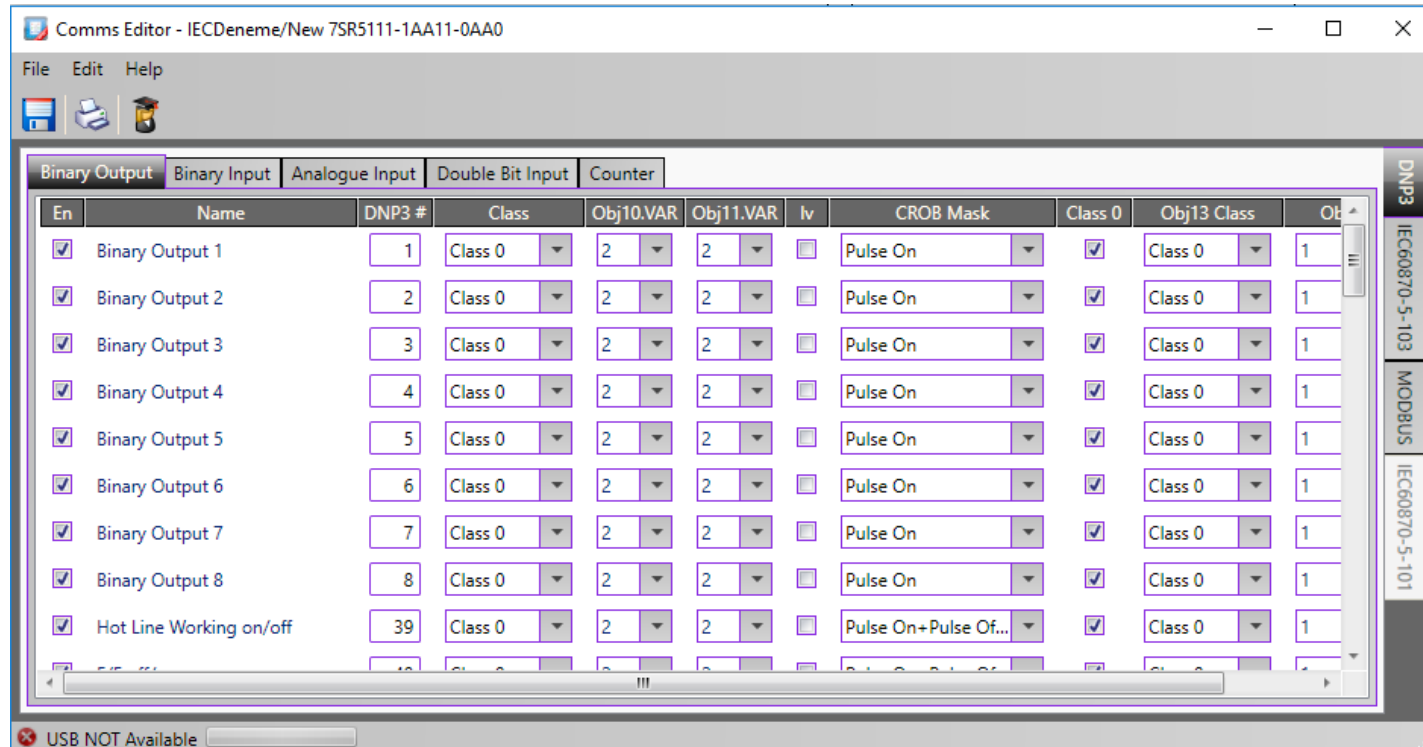 Comms Editor - IECDeneme/New 7SR5111-1AA11-0AA0
File Edit Help
Binary Output Binary Input Analogue Input Double Bit Input Counter
En Name DNP3 # Class Obj10.VAR Obj11.VAR Iv CROB Mask Class 0 Obj13 Class
Binary Output 1 1 Class 0 2 2 Pulse On Class 0 1
Binary Output 2 2 Class 0 2 2 Pulse On Class 0 1
Binary Output 3 3 Class 0 2 2 Pulse On Class 0 1
Binary Output 4 4 Class 0 2 2 Pulse On Class 0 1
Binary Output 5 5 Class 0 2 2 Pulse On Class 0 1
Binary Output 6 6 Class 0 2 2 Pulse On Class 0 1
Binary Output 7 7 Class 0 2 2 Pulse On Class 0 1
Binary Output 8 8 Class 0 2 2 Pulse On Class 0 1
Hot Line Working on/off 39 Class 0 2 2 Pulse On+Pulse Of... Class 0 1
DNP3
IEC60870-5-103
MODBUS
IEC60870-5-101
USB NOT Available